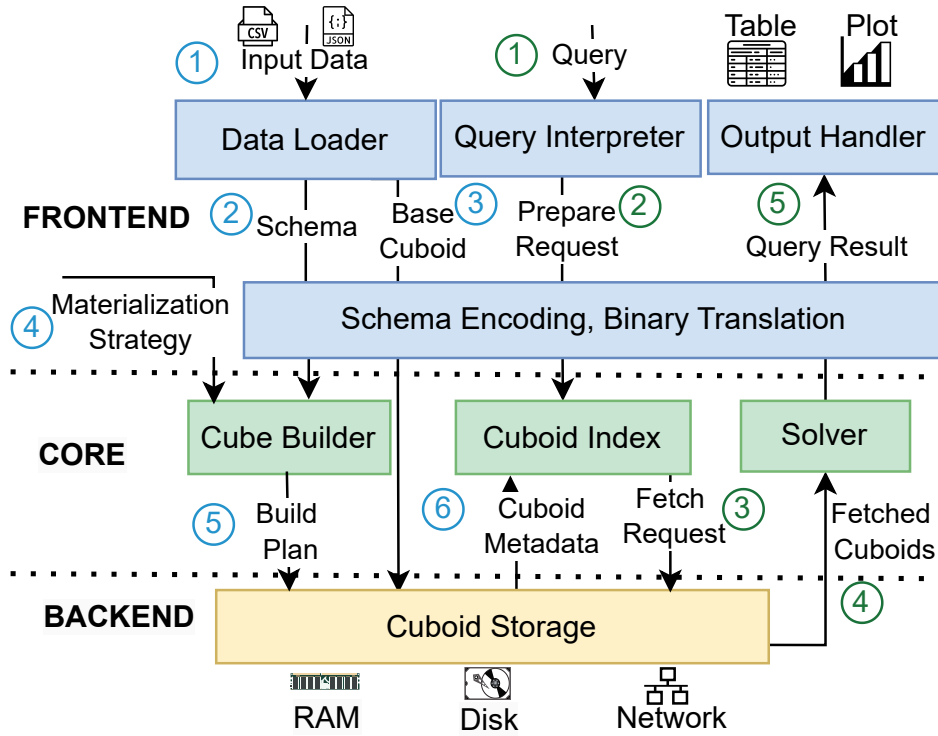 CSV
{:}
JSON
Table
Plot
1
Input Data
1
Query
Data Loader
Query Interpreter
Output Handler
FRONTEND
2
Schema
Base
Cuboid
3
Prepare
Request
2
5
Query Result
4
Materialization
Strategy
Schema Encoding, Binary Translation
CORE
Cube Builder
Cuboid Index
Solver
5
Build
Plan
6
Cuboid
Metadata
Fetch
Request
3
Fetched
Cuboids
4
BACKEND
Cuboid Storage
RAM
Disk
Network